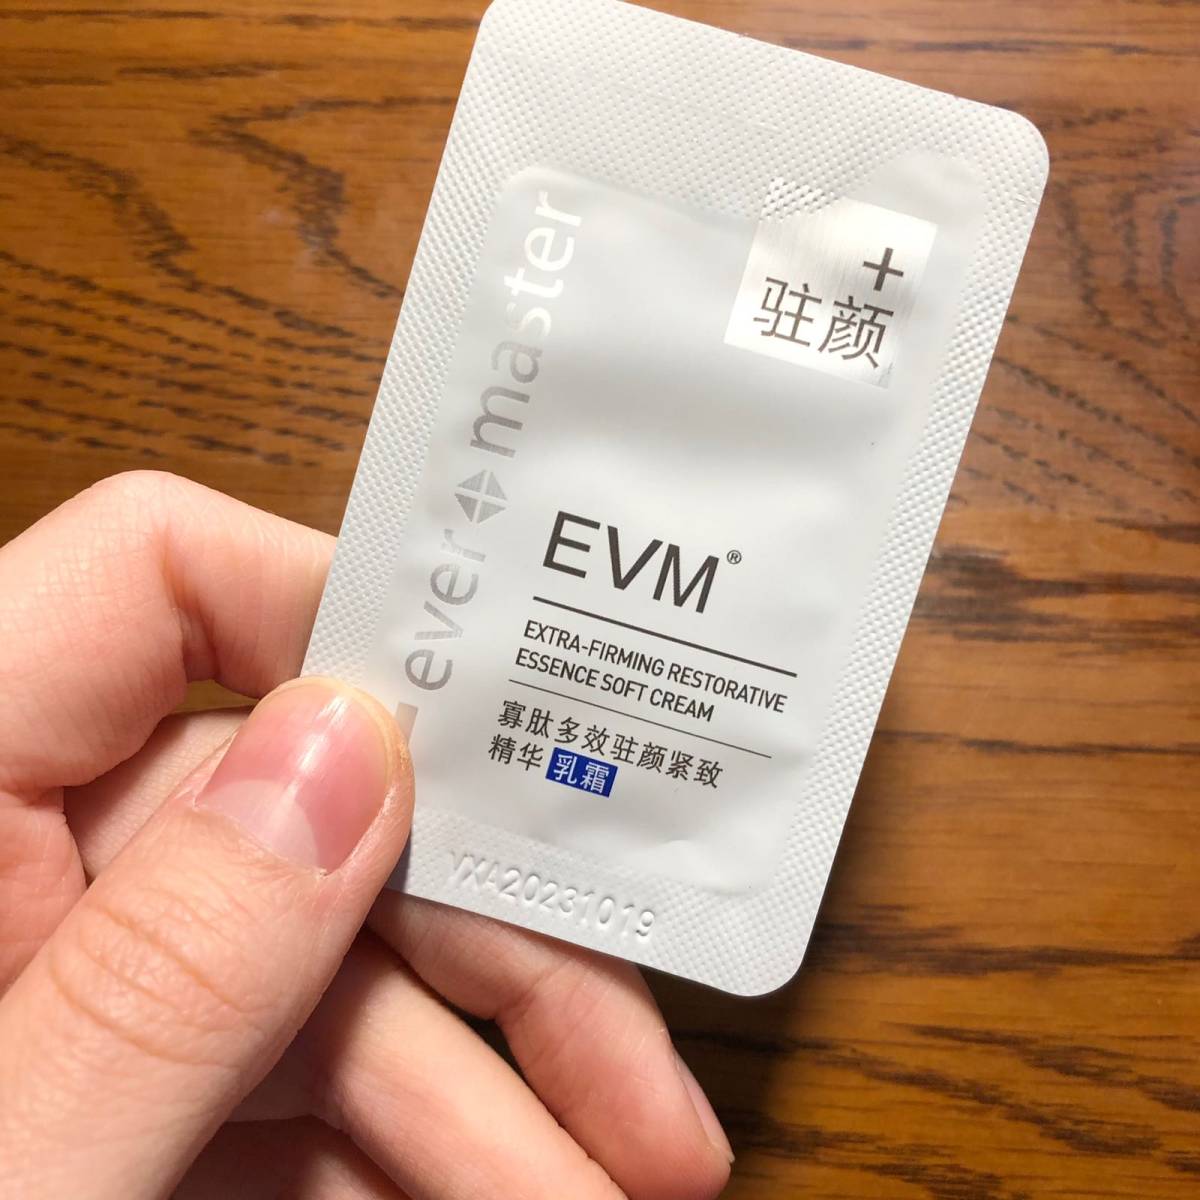 +
驻颜
ever master
EVM®
EXTRA-FIRMING RESTORATIVE
ESSENCE SOFT CREAM
寡肽多效驻颜紧致
精华 乳霜
YXA20231019